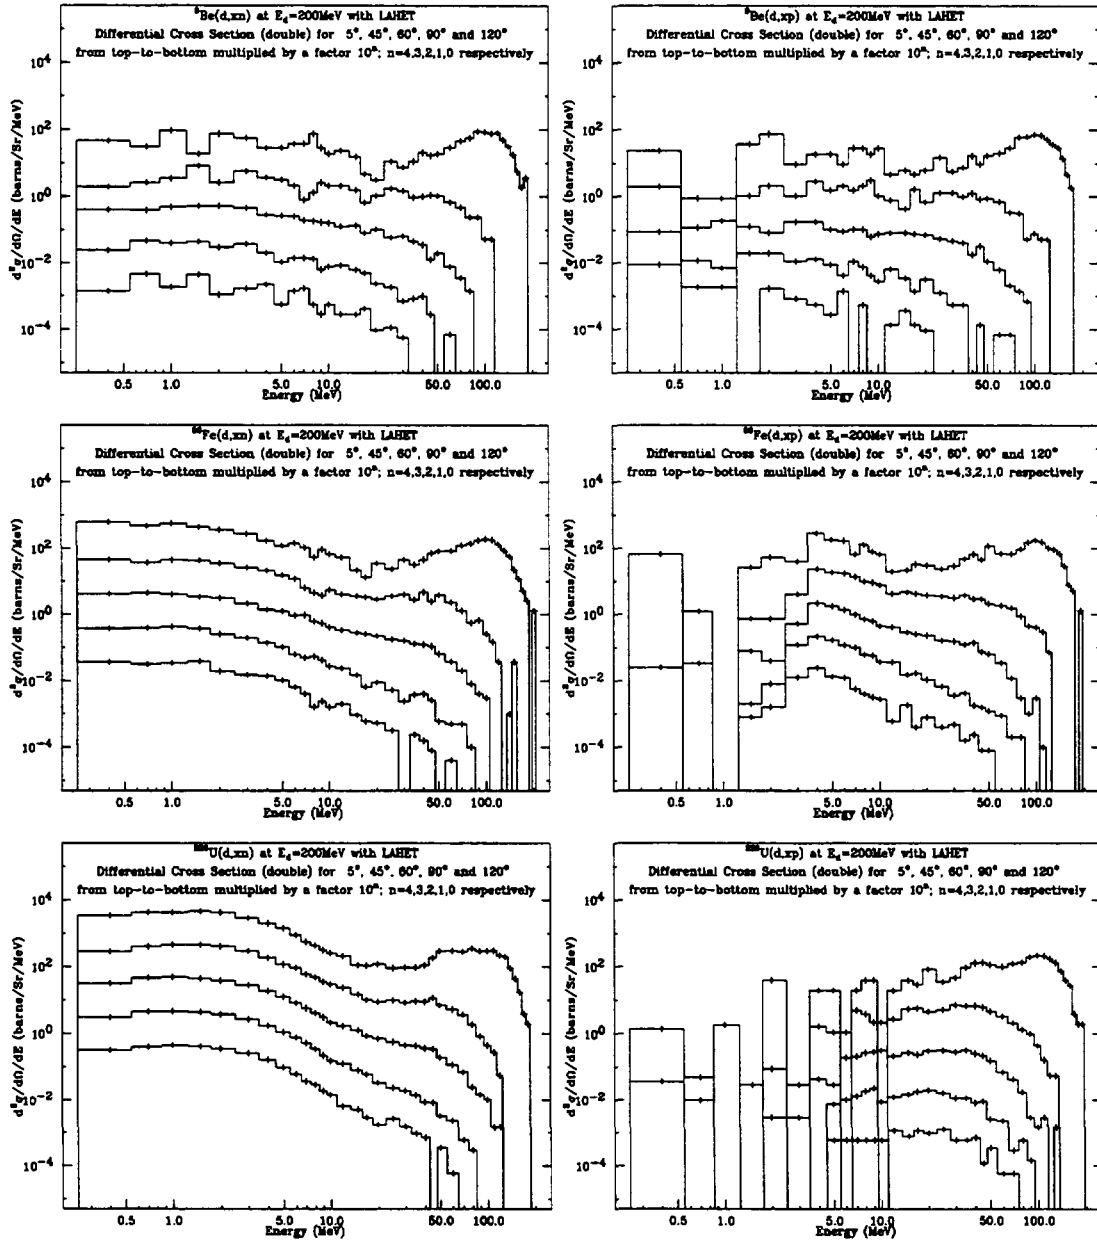 ⁹Be(d,xn) at E_d=200MeV with LAHET
Differential Cross Section (double) for 5°, 45°, 60°, 90° and 120°
from top-to-bottom multiplied by a factor 10ⁿ; n=4,3,2,1,0 respectively
d²σ/dΩ/dE (barns/Sr/MeV)
10⁴
10²
10⁰
10⁻²
10⁻⁴
0.5 1.0 5.0 10.0 50.0 100.0
Energy (MeV)
⁹Be(d,xp) at E_d=200MeV with LAHET
Differential Cross Section (double) for 5°, 45°, 60°, 90° and 120°
from top-to-bottom multiplied by a factor 10ⁿ; n=4,3,2,1,0 respectively
d²σ/dΩ/dE (barns/Sr/MeV)
10⁴
10²
10⁰
10⁻²
10⁻⁴
0.5 1.0 5.0 10.0 50.0 100.0
Energy (MeV)
Fe(d,xn) at E_d=200MeV with LAHET
Differential Cross Section (double) for 5°, 45°, 60°, 90° and 120°
from top-to-bottom multiplied by a factor 10ⁿ; n=4,3,2,1,0 respectively
d²σ/dΩ/dE (barns/Sr/MeV)
10⁴
10²
10⁰
10⁻²
10⁻⁴
0.5 1.0 5.0 10.0 50.0 100.0
Energy (MeV)
Fe(d,xp) at E_d=200MeV with LAHET
Differential Cross Section (double) for 5°, 45°, 60°, 90° and 120°
from top-to-bottom multiplied by a factor 10ⁿ; n=4,3,2,1,0 respectively
d²σ/dΩ/dE (barns/Sr/MeV)
10⁴
10²
10⁰
10⁻²
10⁻⁴
0.5 1.0 5.0 10.0 50.0 100.0
Energy (MeV)
U(d,xn) at E_d=200MeV with LAHET
Differential Cross Section (double) for 5°, 45°, 60°, 90° and 120°
from top-to-bottom multiplied by a factor 10ⁿ; n=4,3,2,1,0 respectively
d²σ/dΩ/dE (barns/Sr/MeV)
10⁴
10²
10⁰
10⁻²
10⁻⁴
0.5 1.0 5.0 10.0 50.0 100.0
Energy (MeV)
U(d,xp) at E_d=200MeV with LAHET
Differential Cross Section (double) for 5°, 45°, 60°, 90° and 120°
from top-to-bottom multiplied by a factor 10ⁿ; n=4,3,2,1,0 respectively
d²σ/dΩ/dE (barns/Sr/MeV)
10⁴
10²
10⁰
10⁻²
10⁻⁴
0.5 1.0 5.0 10.0 50.0 100.0
Energy (MeV)